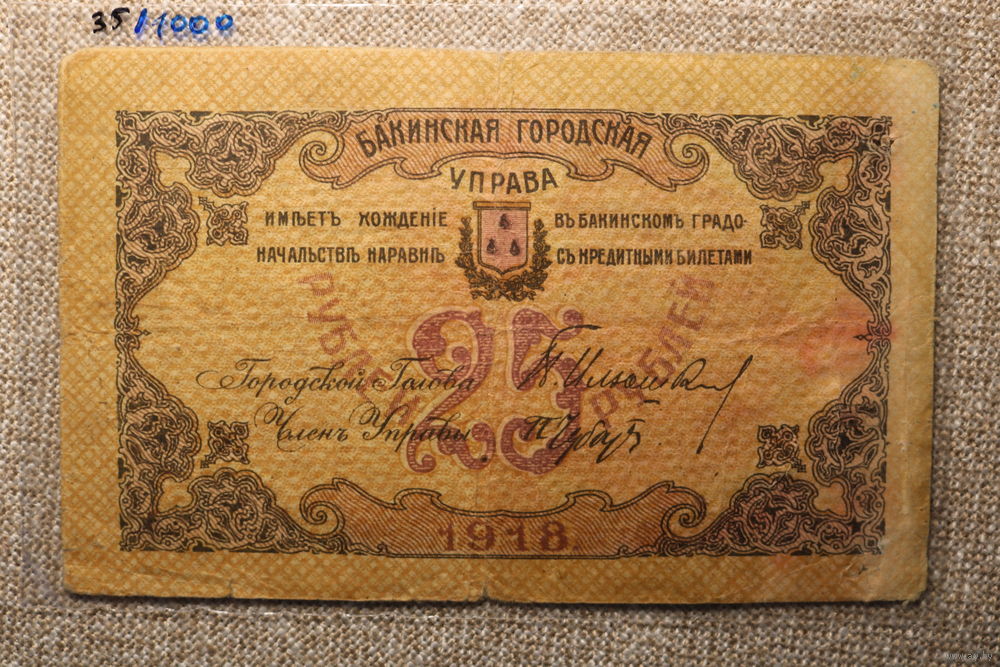 35/1000
БАКИНСКАЯ ГОРОДСКАЯ
УПРАВА
ИМѢЕТЪ ХОЖДЕНІЕ ВЪ БАКИНСКОМЪ ГРАДО-
НАЧАЛЬСТВѢ НАРАВНѢ СЪ КРЕДИТНЫМИ БИЛЕТАМИ
РУБЛЕЙ 25 РУБЛЕЙ
Городской Голова
Членъ Управы
1918.